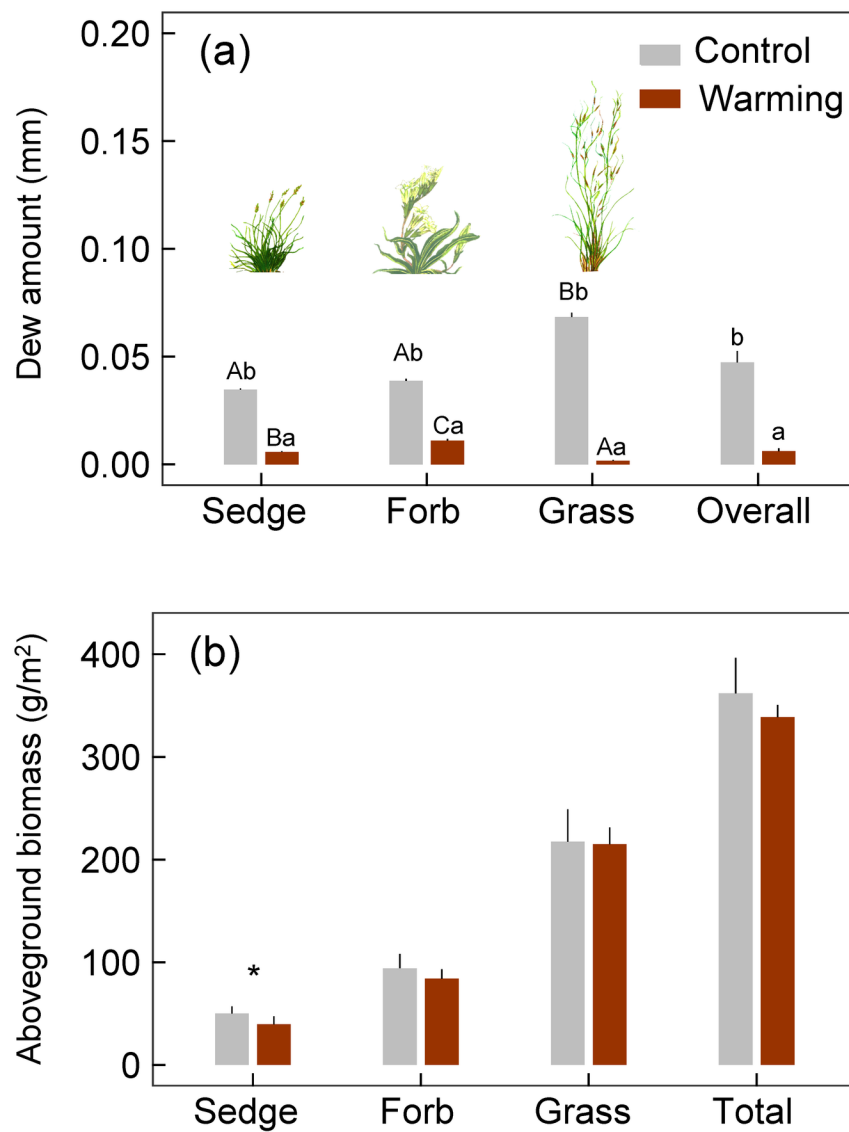 (a)
Control
Warming
Dew amount (mm)
0.20
0.15
0.10
0.05
0.00
Ab
Ba
Ab
Ca
Bb
Aa
b
a
Sedge Forb Grass Overall
(b)
Aboveground biomass (g/m²)
400
300
200
100
0
*
Sedge Forb Grass Total